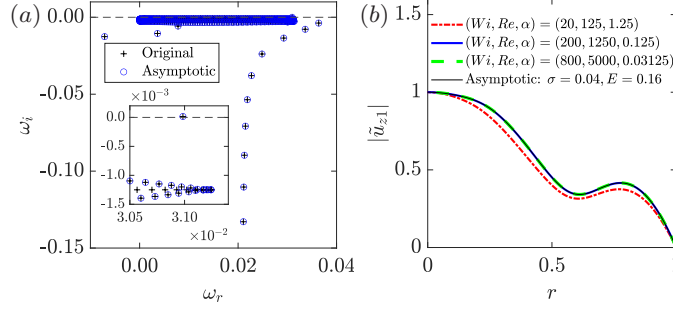 (a)
0.00
-0.05
-0.10
-0.15
ω_i
Original
Asymptotic
×10⁻³
0.0
-0.5
-1.0
-1.5
3.05
3.10
×10⁻²
0.00
0.02
0.04
ω_r
(b)
1.5
1
0.5
0
|ũ_{z1}|
(Wi, Re, α) = (20, 125, 1.25)
(Wi, Re, α) = (200, 1250, 0.125)
(Wi, Re, α) = (800, 5000, 0.03125)
Asymptotic: σ = 0.04, E = 0.16
0
0.5
r